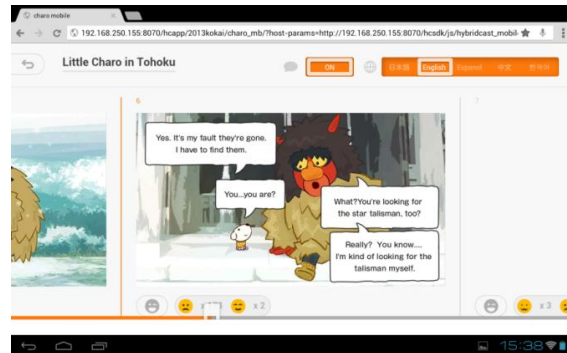 charo mobile
192.168.250.155:8070/hcapp/2013kokai/charo_mb/?host-params=http://192.168.250.155:8070/hcsdk/js/hybridcast_mobil
Little Charo in Tohoku
ON
日本語 English Espanol 中文 한국어
6
7
Yes. It's my fault they're gone.
I have to find them.
You...you are?
What?You're looking for
the star talisman, too?
Really? You know....
I'm kind of looking for the
talisman myself.
x 2
x 3
15:38